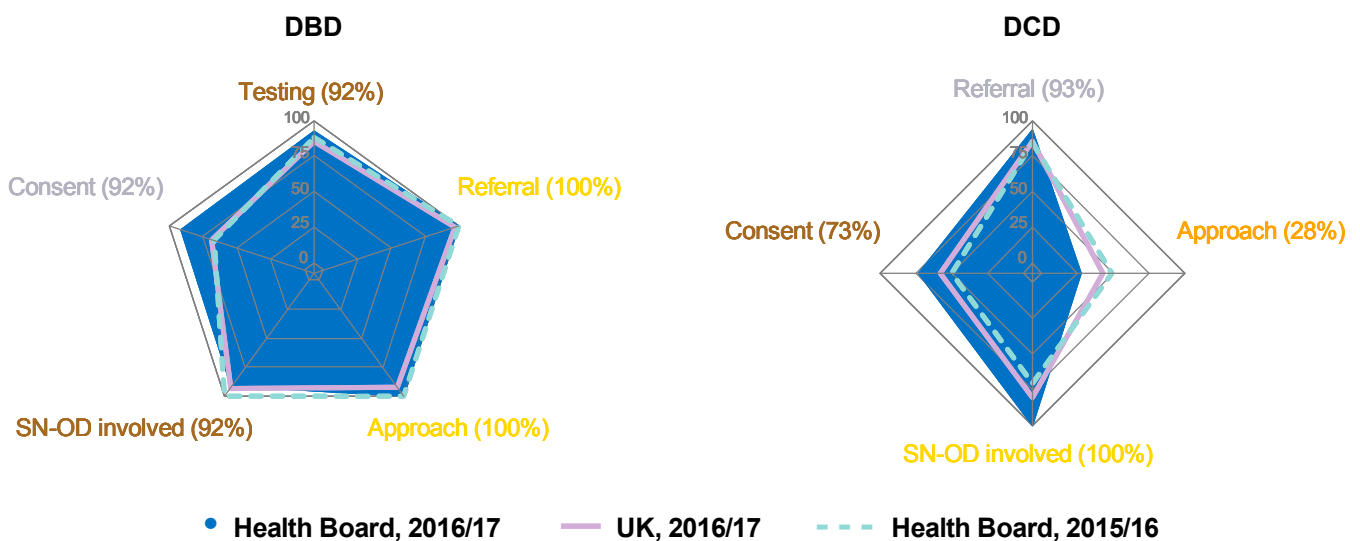 DBD
Testing (92%)
100
75
50
25
0
Consent (92%)
Referral (100%)
SN-OD involved (92%)
Approach (100%)
DCD
Referral (93%)
100
75
50
25
0
Consent (73%)
Approach (28%)
SN-OD involved (100%)
Health Board, 2016/17
UK, 2016/17
Health Board, 2015/16